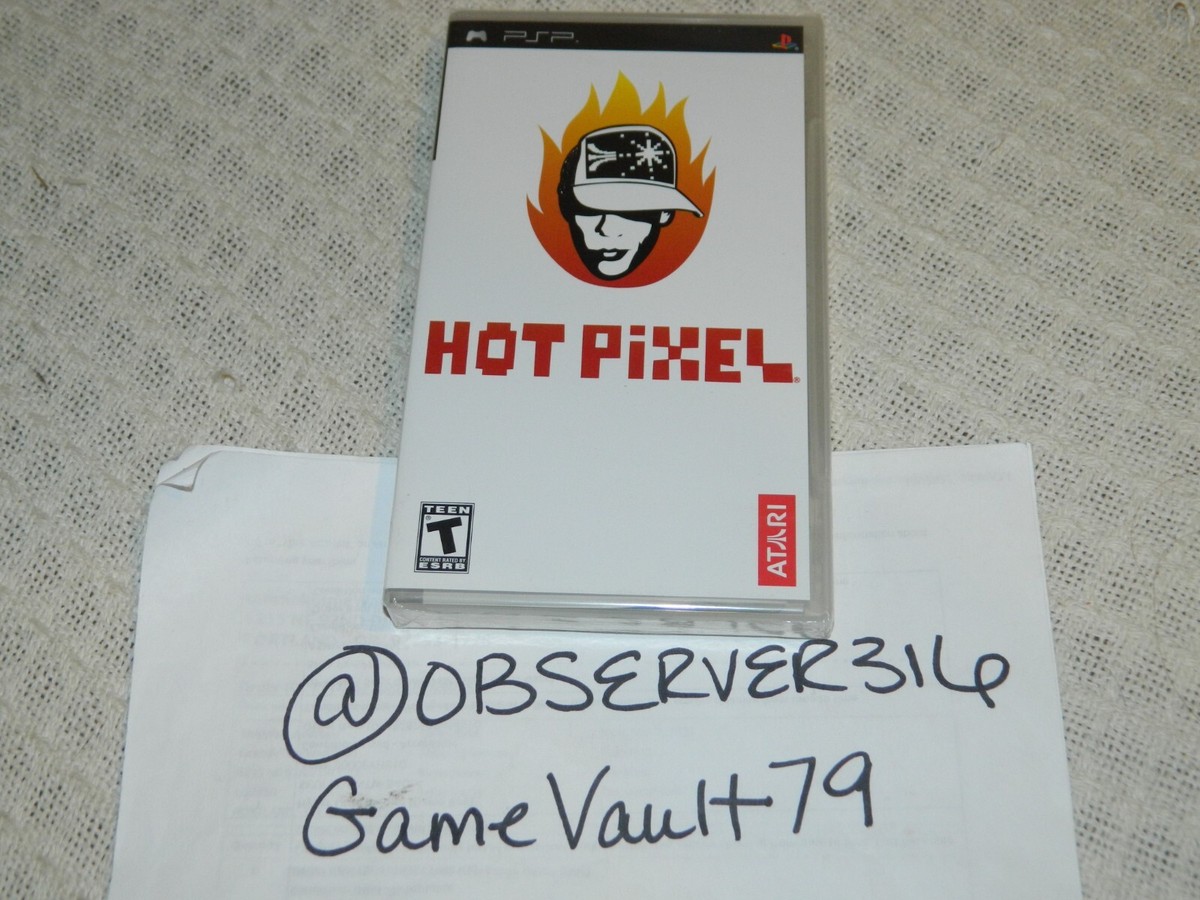 PSP
HOT PiXEL
TEEN
T
CONTENT RATED BY
ESRB
ATARI
@OBSERVER316
GameVault79